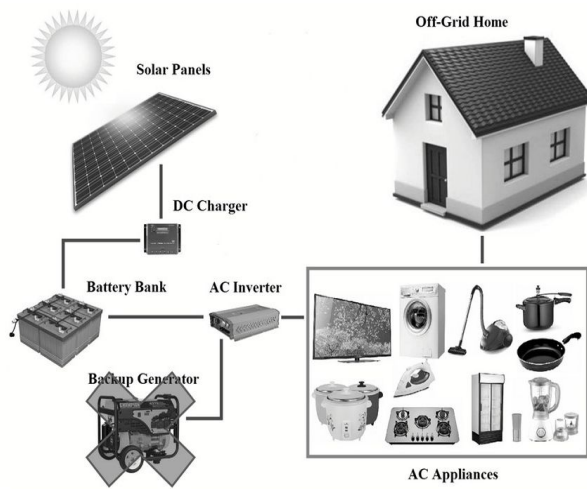 Off-Grid Home
Solar Panels
DC Charger
Battery Bank
AC Inverter
Backup Generator
AC Appliances